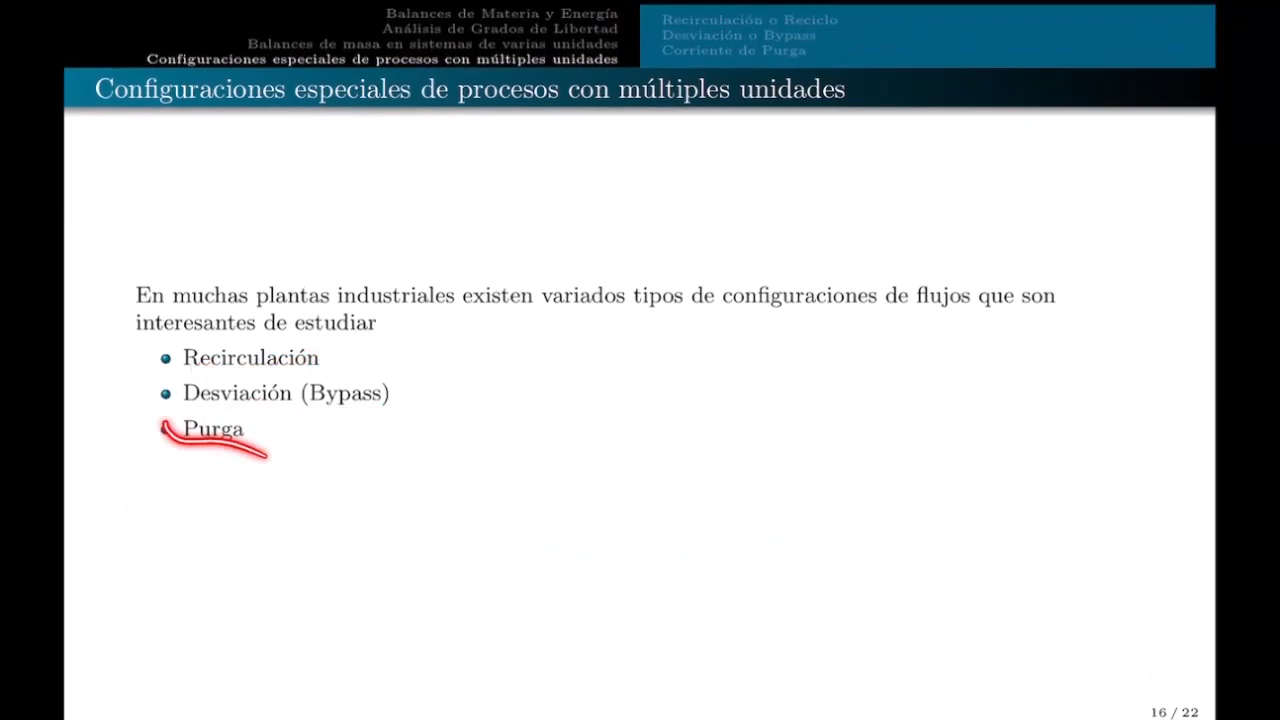 Balances de Materia y Energía
Análisis de Grados de Libertad
Balances de masa en sistemas de varias unidades
Configuraciones especiales de procesos con múltiples unidades
Recirculación o Reciclo
Desviación o Bypass
Corriente de Purga
Configuraciones especiales de procesos con múltiples unidades
En muchas plantas industriales existen variados tipos de configuraciones de flujos que son
interesantes de estudiar
Recirculación
Desviación (Bypass)
Purga
16 / 22